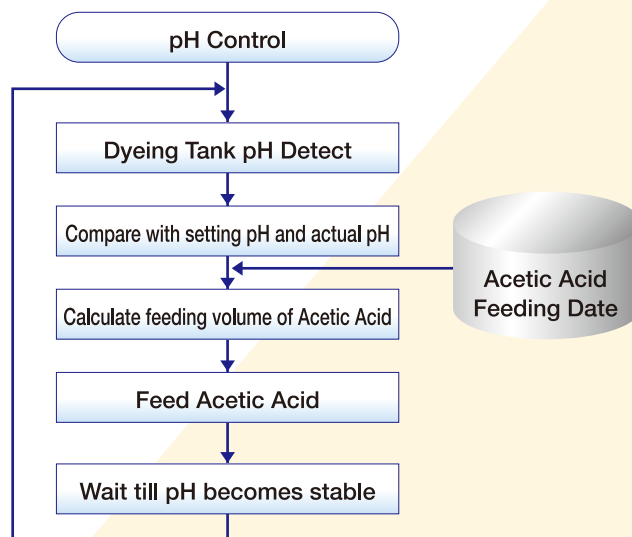 pH Control
Dyeing Tank pH Detect
Compare with setting pH and actual pH
Acetic Acid
Feeding Date
Calculate feeding volume of Acetic Acid
Feed Acetic Acid
Wait till pH becomes stable